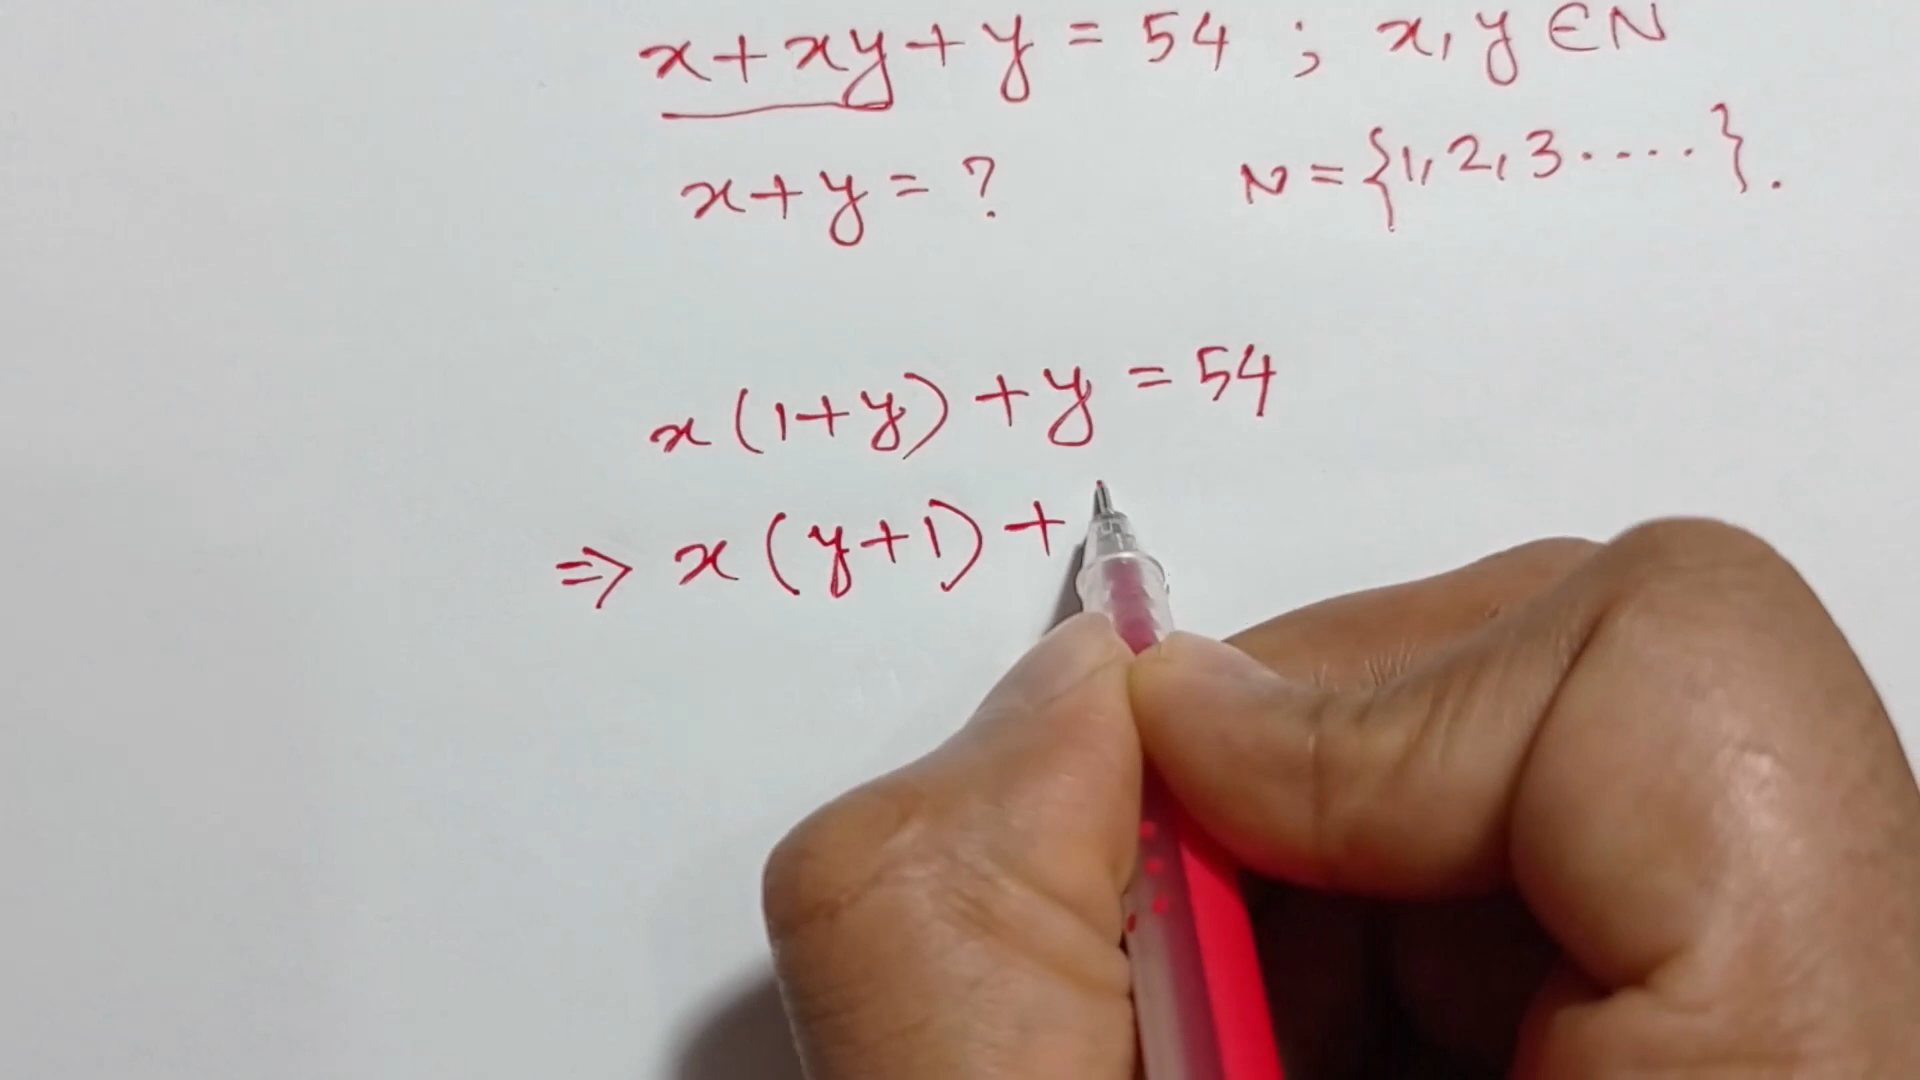 x + xy + y = 54 ; x, y ∈ N
x + y = ? N = {1, 2, 3 .....}.
x (1 + y) + y = 54
⇒ x (y + 1) +